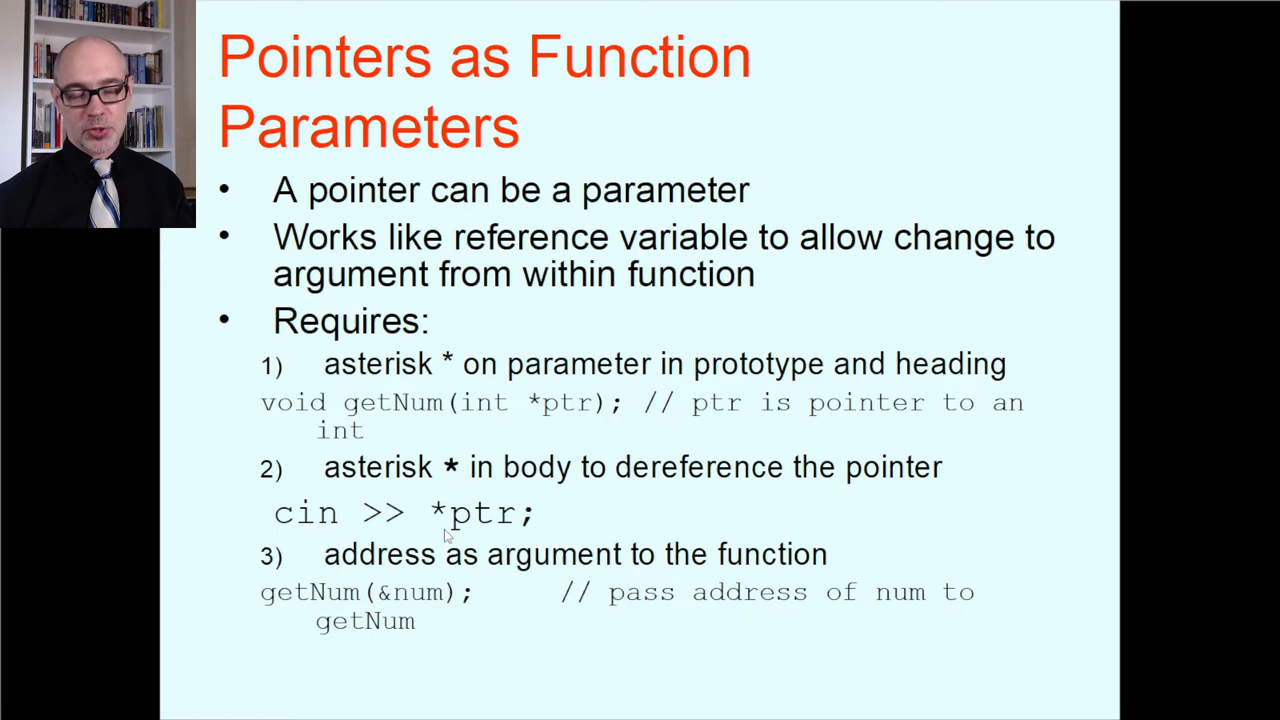 Pointers as Function
Parameters
• A pointer can be a parameter
• Works like reference variable to allow change to
argument from within function
• Requires:
1) asterisk * on parameter in prototype and heading
void getNum(int *ptr); // ptr is pointer to an
int
2) asterisk * in body to dereference the pointer
cin >> *ptr;
3) address as argument to the function
getNum(&num); // pass address of num to
getNum